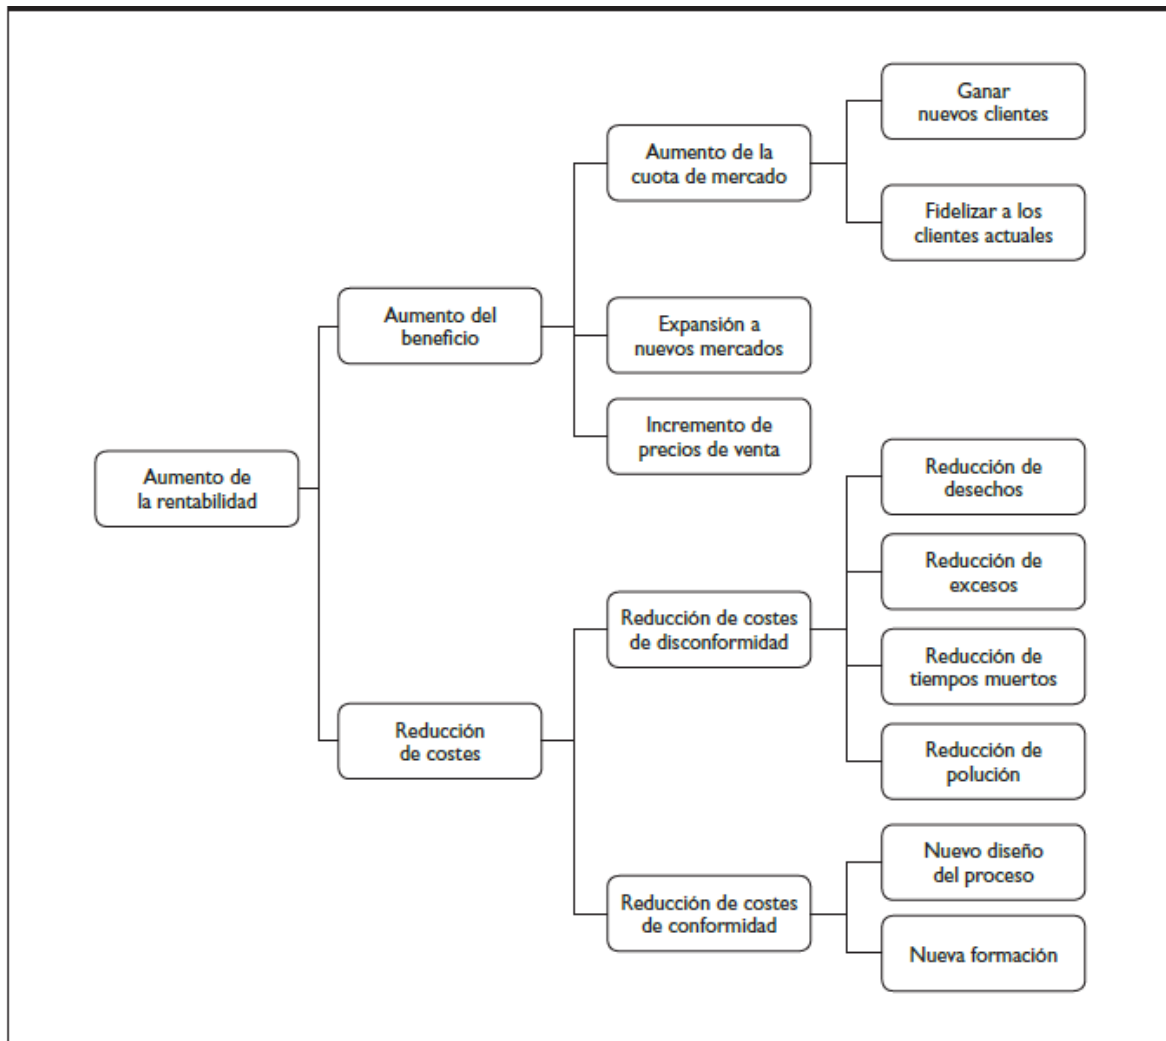 Ganar
nuevos clientes
Aumento de la
cuota de mercado
Fidelizar a los
clientes actuales
Aumento del
beneficio
Expansión a
nuevos mercados
Incremento de
precios de venta
Aumento de
la rentabilidad
Reducción de
desechos
Reducción de
excesos
Reducción de costes
de disconformidad
Reducción de
tiempos muertos
Reducción
de costes
Reducción de
polución
Nuevo diseño
del proceso
Reducción de costes
de conformidad
Nueva formación